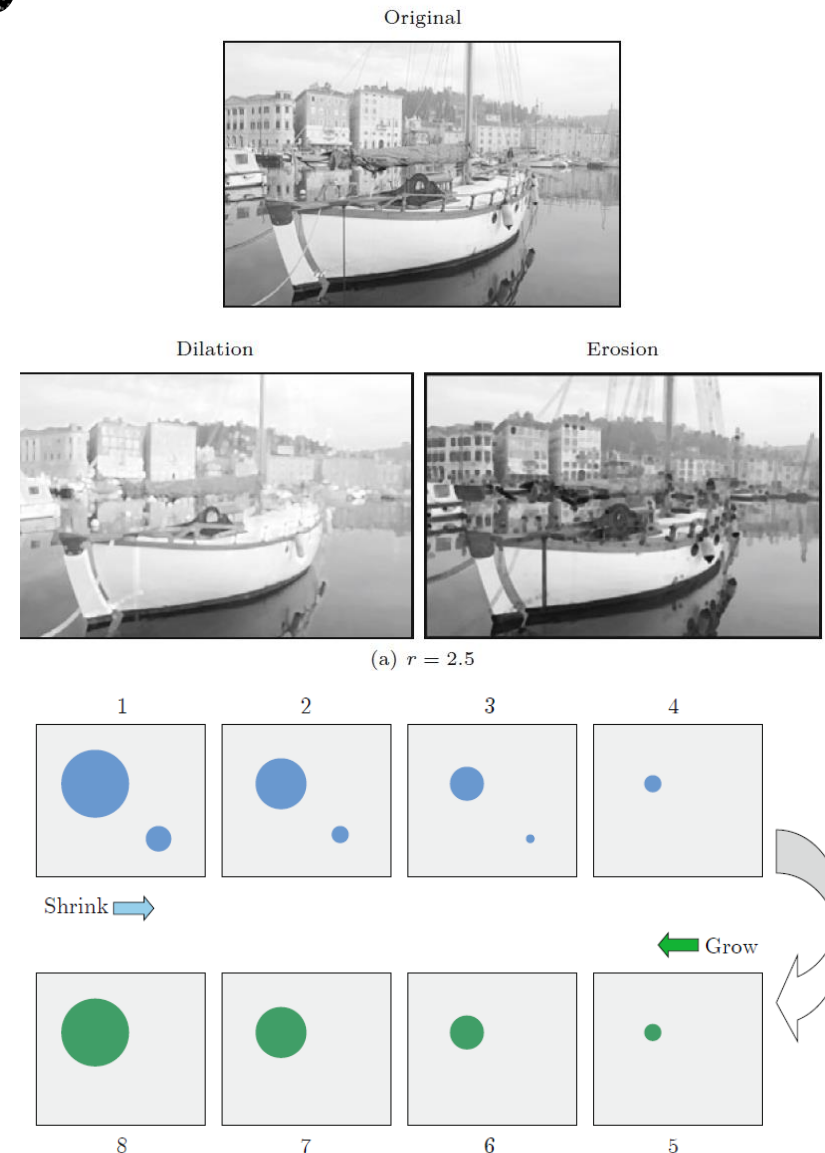 Original
Dilation
Erosion
(a) r = 2.5
1
2
3
4
Shrink
Grow
8
7
6
5